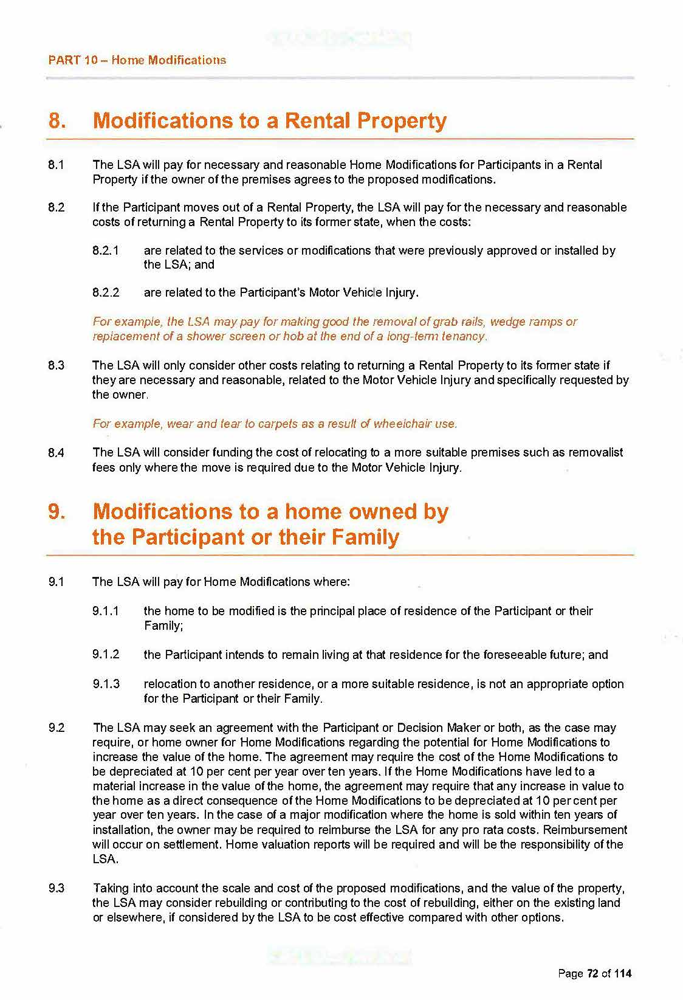 PART 10 – Home Modifications
8. Modifications to a Rental Property
8.1 The LSA will pay for necessary and reasonable Home Modifications for Participants in a Rental
Property if the owner of the premises agrees to the proposed modifications.
8.2 If the Participant moves out of a Rental Property, the LSA will pay for the necessary and reasonable
costs of returning a Rental Property to its former state, when the costs:
8.2.1 are related to the services or modifications that were previously approved or installed by
the LSA; and
8.2.2 are related to the Participant's Motor Vehicle Injury.
For example, the LSA may pay for making good the removal of grab rails, wedge ramps or
replacement of a shower screen or hob at the end of a long-term tenancy.
8.3 The LSA will only consider other costs relating to returning a Rental Property to its former state if
they are necessary and reasonable, related to the Motor Vehicle Injury and specifically requested by
the owner.
For example, wear and tear to carpets as a result of wheelchair use.
8.4 The LSA will consider funding the cost of relocating to a more suitable premises such as removalist
fees only where the move is required due to the Motor Vehicle Injury.
9. Modifications to a home owned by
the Participant or their Family
9.1 The LSA will pay for Home Modifications where:
9.1.1 the home to be modified is the principal place of residence of the Participant or their
Family;
9.1.2 the Participant intends to remain living at that residence for the foreseeable future; and
9.1.3 relocation to another residence, or a more suitable residence, is not an appropriate option
for the Participant or their Family.
9.2 The LSA may seek an agreement with the Participant or Decision Maker or both, as the case may
require, or home owner for Home Modifications regarding the potential for Home Modifications to
increase the value of the home. The agreement may require the cost of the Home Modifications to
be depreciated at 10 per cent per year over ten years. If the Home Modifications have led to a
material increase in the value of the home, the agreement may require that any increase in value to
the home as a direct consequence of the Home Modifications to be depreciated at 10 per cent per
year over ten years. In the case of a major modification where the home is sold within ten years of
installation, the owner may be required to reimburse the LSA for any pro rata costs. Reimbursement
will occur on settlement. Home valuation reports will be required and will be the responsibility of the
LSA.
9.3 Taking into account the scale and cost of the proposed modifications, and the value of the property,
the LSA may consider rebuilding or contributing to the cost of rebuilding, either on the existing land
or elsewhere, if considered by the LSA to be cost effective compared with other options.
Page 72 of 114